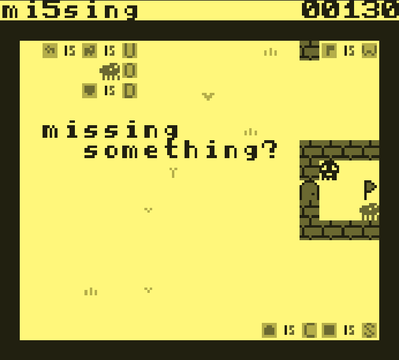 mi5sing 00130
IS IS U IS W
O
IS D
missing
something?
IS C IS S